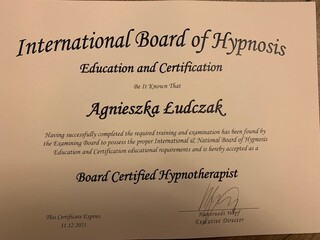 International Board of Hypnosis
Education and Certification
Be It Known That
Agnieszka Łudczak
Having successfully completed the required training and examination has been found by
the Examining Board to possess the proper International & National Board of Hypnosis
Education and Certification educational requirements and is hereby accepted as a
Board Certified Hypnotherapist
This Certificate Expires
Executive Director